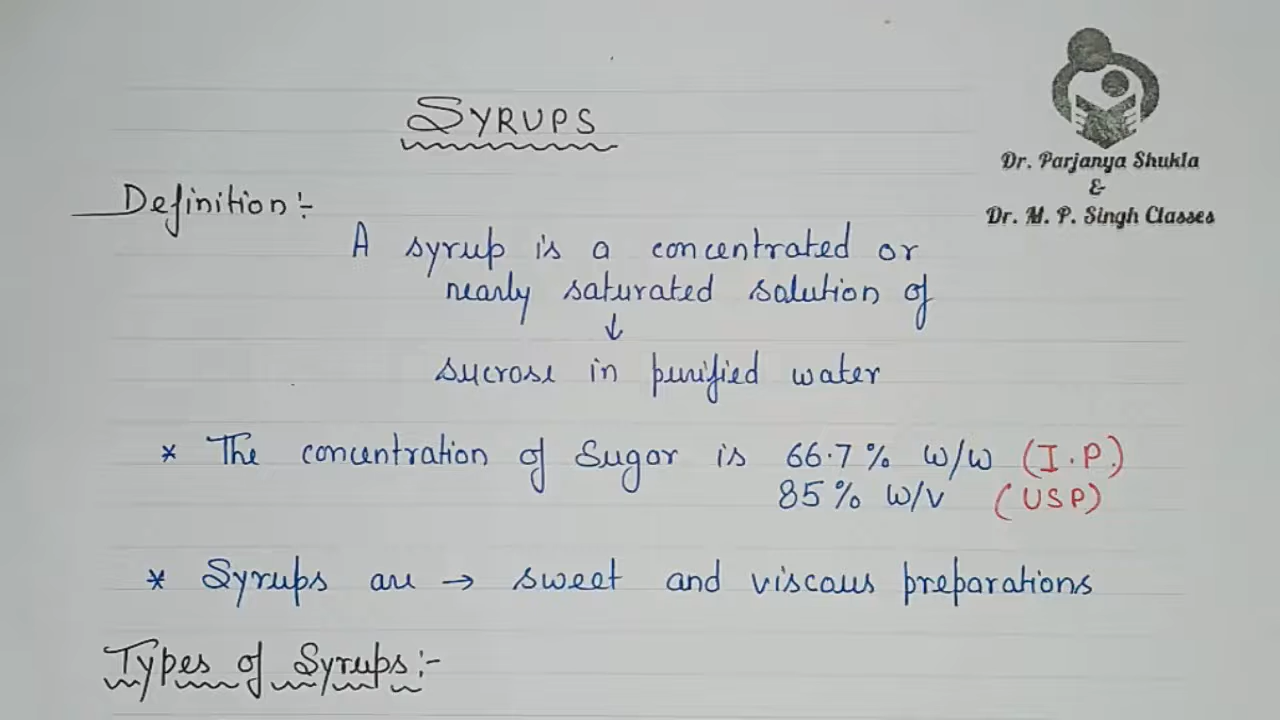 SYRUPS
Dr. Parjanya Shukla
&
Dr. M. P. Singh Classes
Definition :-
A syrup is a concentrated or
nearly saturated solution of
↓
sucrose in purified water
* The concentration of Sugar is 66.7% w/w (I.P.)
85% w/v (USP)
* Syrups are → sweet and viscous preparations
Types of Syrups :-